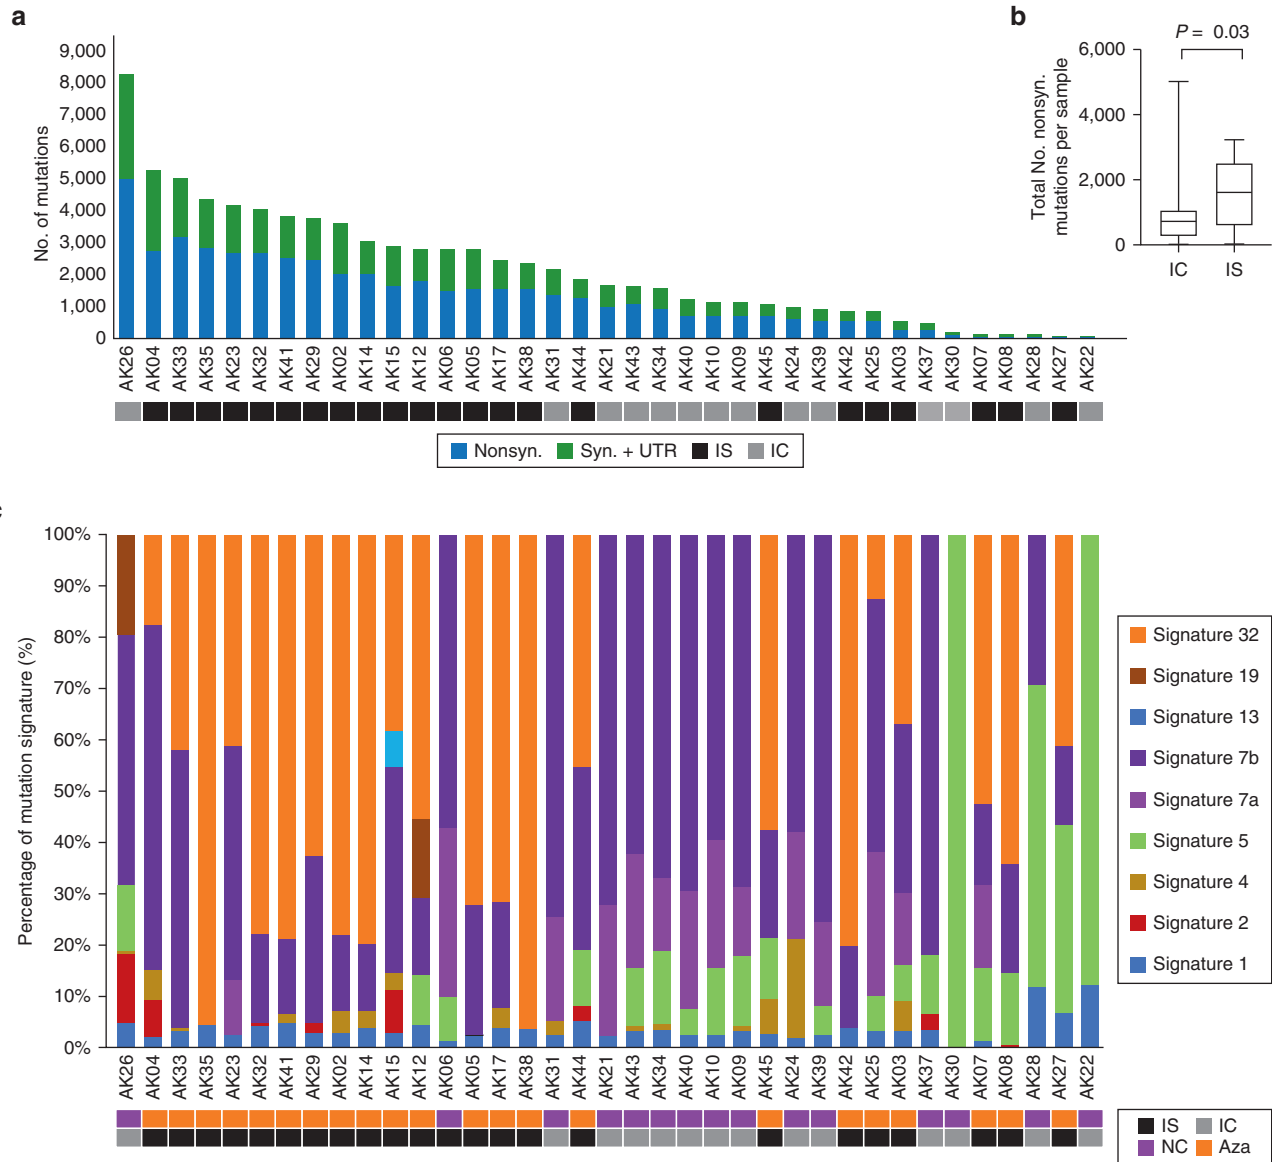 a
b
P = 0.03
No. of mutations
9,000
8,000
7,000
6,000
5,000
4,000
3,000
2,000
1,000
0
AK26 AK04 AK33 AK35 AK23 AK32 AK41 AK29 AK02 AK14 AK15 AK12 AK06 AK05 AK17 AK38 AK31 AK44 AK21 AK43 AK34 AK40 AK10 AK09 AK45 AK24 AK39 AK42 AK25 AK03 AK37 AK30 AK07 AK08 AK28 AK27 AK22
Nonsyn. Syn. + UTR IS IC
Total No. nonsyn.
mutations per sample
6,000
4,000
2,000
0
IC IS
c
Percentage of mutation signature (%)
100%
90%
80%
70%
60%
50%
40%
30%
20%
10%
0%
AK26 AK04 AK33 AK35 AK23 AK32 AK41 AK29 AK02 AK14 AK15 AK12 AK06 AK05 AK17 AK38 AK31 AK44 AK21 AK43 AK34 AK40 AK10 AK09 AK45 AK24 AK39 AK42 AK25 AK03 AK37 AK30 AK07 AK08 AK28 AK27 AK22
Signature 32
Signature 19
Signature 13
Signature 7b
Signature 7a
Signature 5
Signature 4
Signature 2
Signature 1
IS IC
NC Aza